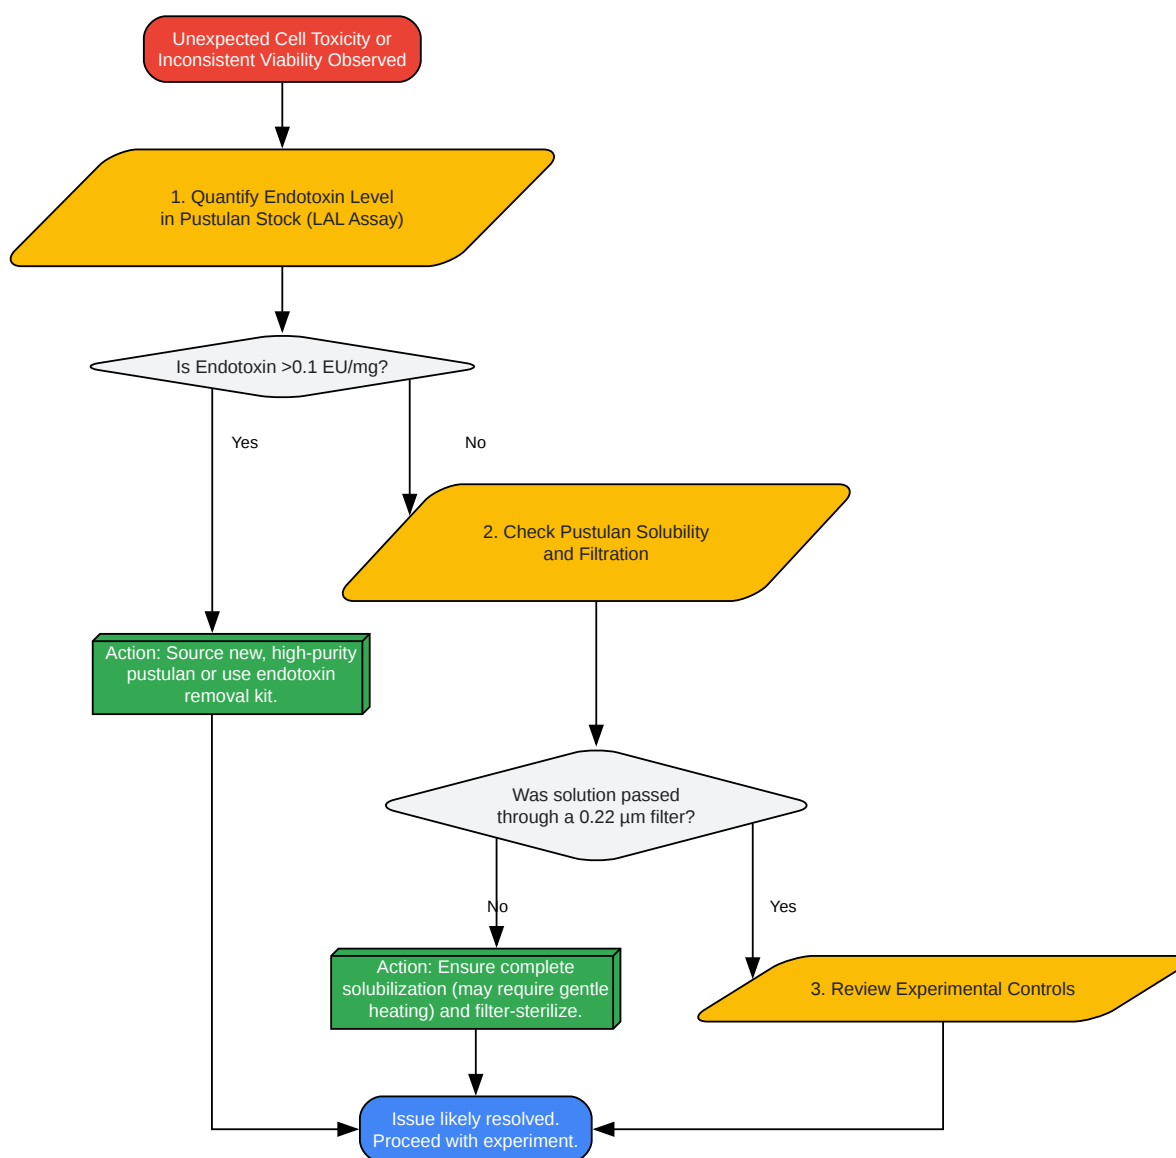 Unexpected Cell Toxicity or
Inconsistent Viability Observed
1. Quantify Endotoxin Level
in Pustulan Stock (LAL Assay)
Is Endotoxin >0.1 EU/mg?
Yes
No
2. Check Pustulan Solubility
and Filtration
Action: Source new, high-purity
pustulan or use endotoxin
removal kit.
Was solution passed
through a 0.22 µm filter?
No
Yes
Action: Ensure complete
solubilization (may require gentle
heating) and filter-sterilize.
3. Review Experimental Controls
Issue likely resolved.
Proceed with experiment.